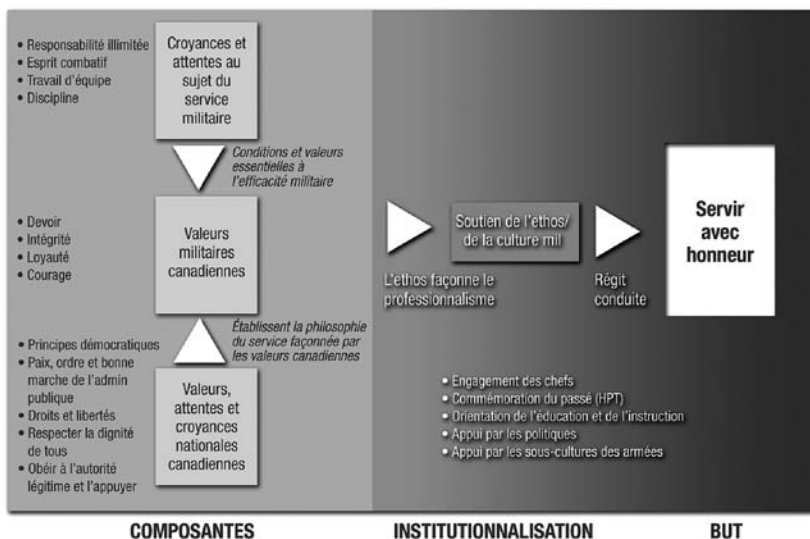 • Responsabilité illimitée
• Esprit combatif
• Travail d'équipe
• Discipline
Croyances et
attentes au
sujet du
service
militaire
Conditions et valeurs
essentielles à
l'efficacité militaire
• Devoir
• Intégrité
• Loyauté
• Courage
Valeurs
militaires
canadiennes
Établissent la philosophie
du service façonnée par
les valeurs canadiennes
• Principes démocratiques
• Paix, ordre et bonne
marche de l'admin
publique
• Droits et libertés
• Respecter la dignité
de tous
• Obéir à l'autorité
légitime et l'appuyer
Valeurs,
attentes et
croyances
nationales
canadiennes
L'ethos façonne le
professionnalisme
Soutien de l'ethos/
de la culture mil
Régit
conduite
Servir
avec
honneur
• Engagement des chefs
• Commémoration du passé (HPT)
• Orientation de l'éducation et de l'instruction
• Appui par les politiques
• Appui par les sous-cultures des armées
COMPOSANTES
INSTITUTIONNALISATION
BUT